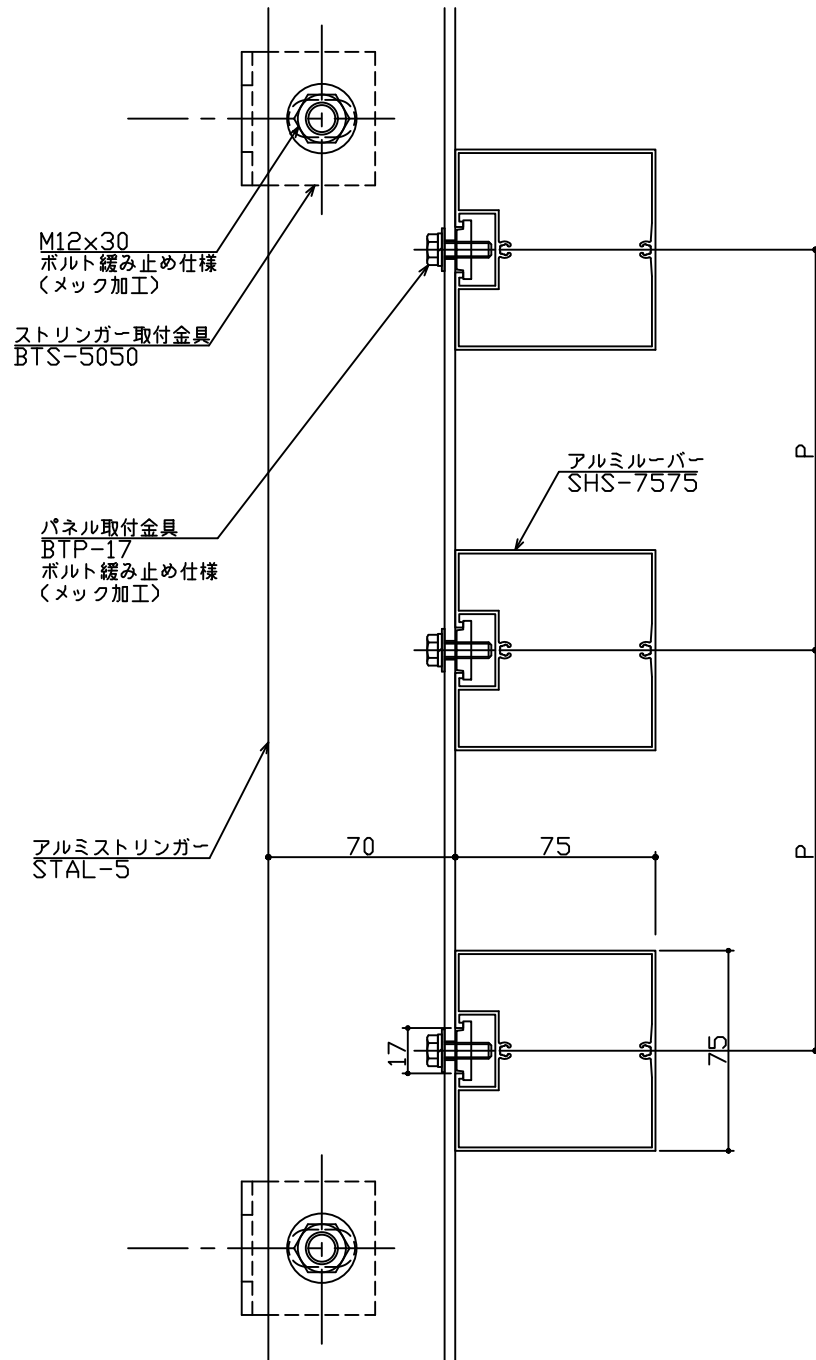 M12×30
ボルト緩み止め仕様
(メック加工)
ストリンガー取付金具
BTS-5050
アルミルーバー
SHS-7575
P
パネル取付金具
BTP-17
ボルト緩み止め仕様
(メック加工)
アルミストリンガー
STAL-5
70
75
P
17
75